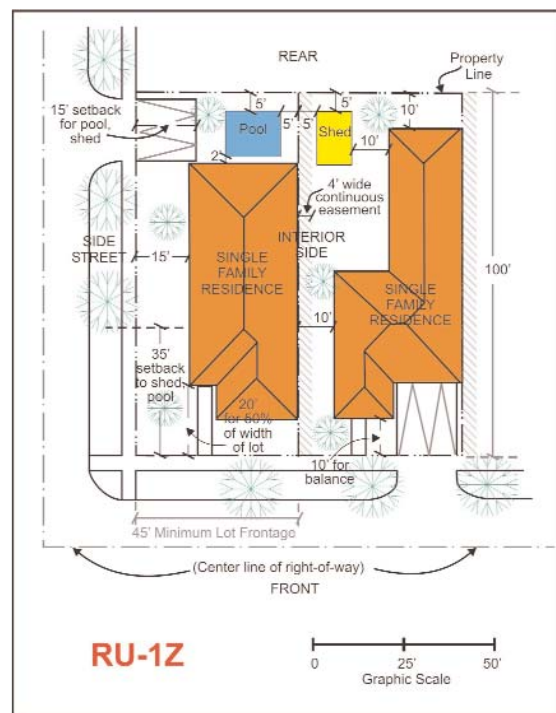 REAR
Property
Line
15' setback
for pool,
shed
5'
5'
10'
Pool
5'
5'
Shed
10'
2'
4' wide
continuous
easement
SIDE
STREET
15'
SINGLE
FAMILY
RESIDENCE
INTERIOR
SIDE
10'
SINGLE
FAMILY
RESIDENCE
100'
35'
setback
to shed,
pool
20'
for 50%
of width
of lot
10' for
balance
45' Minimum Lot Frontage
(Center line of right-of-way)
FRONT
RU-1Z
0 25' 50'
Graphic Scale